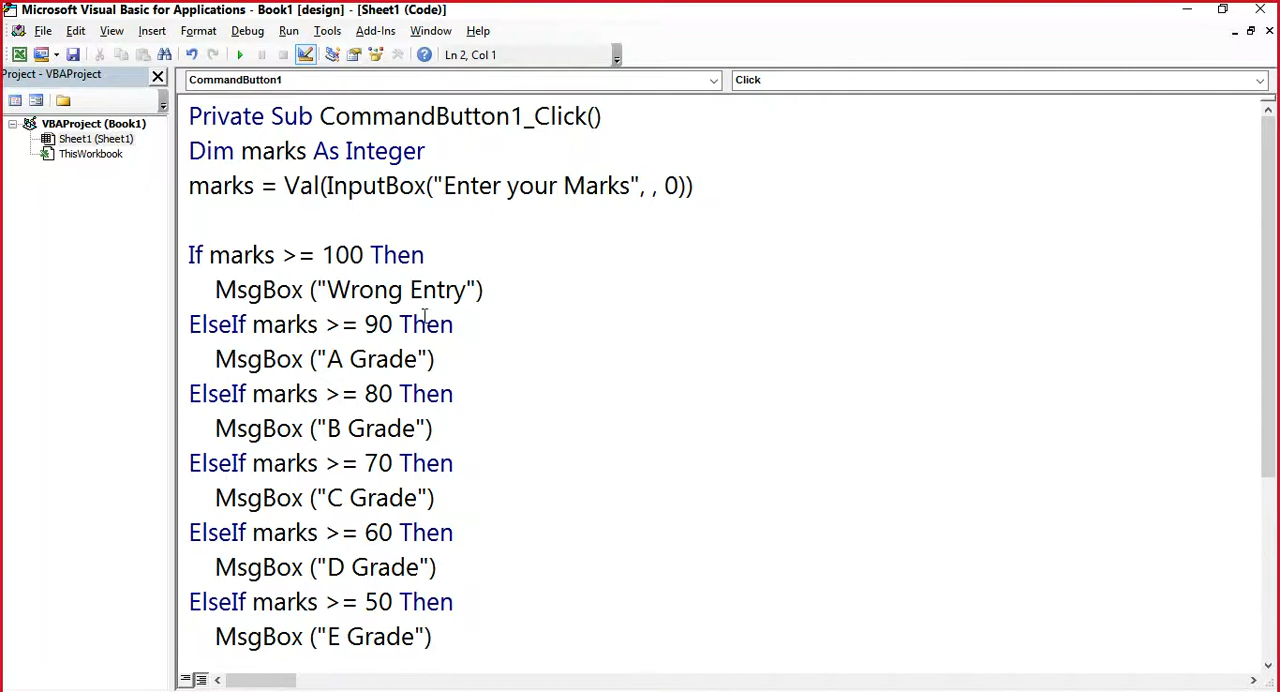 Microsoft Visual Basic for Applications - Book1 [design] - [Sheet1 (Code)]
File Edit View Insert Format Debug Run Tools Add-Ins Window Help
Ln 2, Col 1
Project - VBAProject
CommandButton1 Click
VBAProject (Book1)
Sheet1 (Sheet1)
ThisWorkbook
Private Sub CommandButton1_Click()
Dim marks As Integer
marks = Val(InputBox("Enter your Marks", , 0))
If marks >= 100 Then
MsgBox ("Wrong Entry")
ElseIf marks >= 90 Then
MsgBox ("A Grade")
ElseIf marks >= 80 Then
MsgBox ("B Grade")
ElseIf marks >= 70 Then
MsgBox ("C Grade")
ElseIf marks >= 60 Then
MsgBox ("D Grade")
ElseIf marks >= 50 Then
MsgBox ("E Grade")